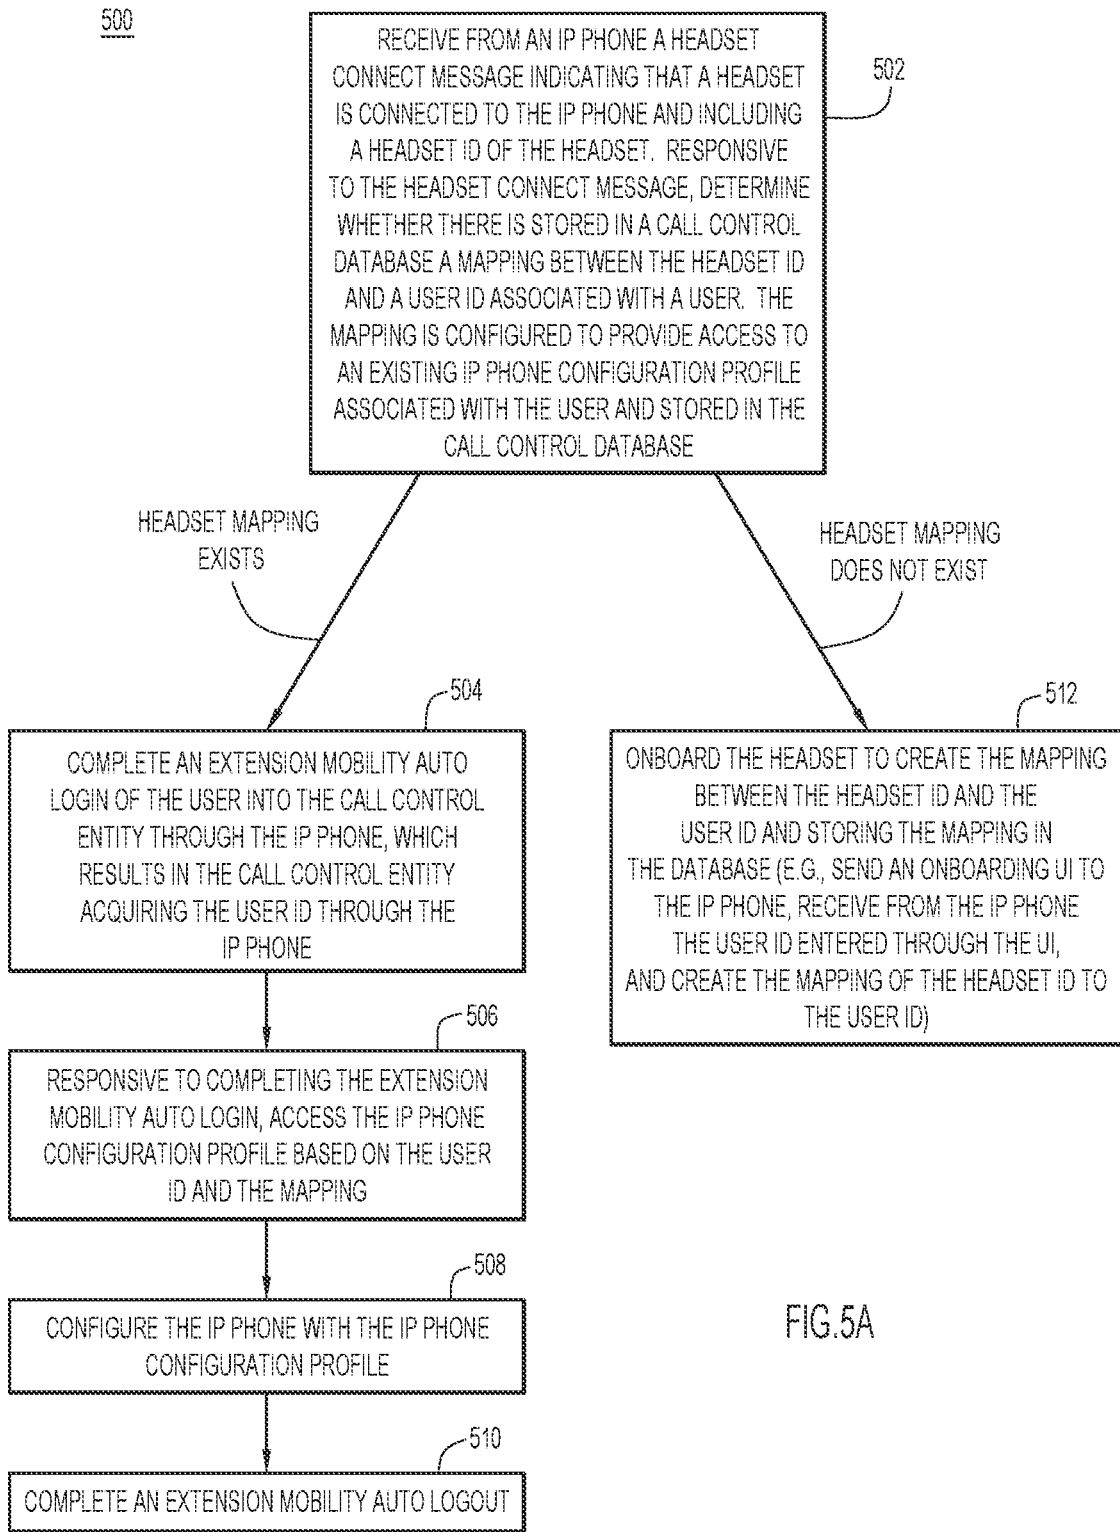 500
RECEIVE FROM AN IP PHONE A HEADSET
CONNECT MESSAGE INDICATING THAT A HEADSET
IS CONNECTED TO THE IP PHONE AND INCLUDING
A HEADSET ID OF THE HEADSET. RESPONSIVE
TO THE HEADSET CONNECT MESSAGE, DETERMINE
WHETHER THERE IS STORED IN A CALL CONTROL
DATABASE A MAPPING BETWEEN THE HEADSET ID
AND A USER ID ASSOCIATED WITH A USER. THE
MAPPING IS CONFIGURED TO PROVIDE ACCESS TO
AN EXISTING IP PHONE CONFIGURATION PROFILE
ASSOCIATED WITH THE USER AND STORED IN THE
CALL CONTROL DATABASE
502
HEADSET MAPPING
EXISTS
HEADSET MAPPING
DOES NOT EXIST
504
COMPLETE AN EXTENSION MOBILITY AUTO
LOGIN OF THE USER INTO THE CALL CONTROL
ENTITY THROUGH THE IP PHONE, WHICH
RESULTS IN THE CALL CONTROL ENTITY
ACQUIRING THE USER ID THROUGH THE
IP PHONE
512
ONBOARD THE HEADSET TO CREATE THE MAPPING
BETWEEN THE HEADSET ID AND THE
USER ID AND STORING THE MAPPING IN
THE DATABASE (E.G., SEND AN ONBOARDING UI TO
THE IP PHONE, RECEIVE FROM THE IP PHONE
THE USER ID ENTERED THROUGH THE UI,
AND CREATE THE MAPPING OF THE HEADSET ID TO
THE USER ID)
506
RESPONSIVE TO COMPLETING THE EXTENSION
MOBILITY AUTO LOGIN, ACCESS THE IP PHONE
CONFIGURATION PROFILE BASED ON THE USER
ID AND THE MAPPING
508
CONFIGURE THE IP PHONE WITH THE IP PHONE
CONFIGURATION PROFILE
510
COMPLETE AN EXTENSION MOBILITY AUTO LOGOUT
FIG.5A